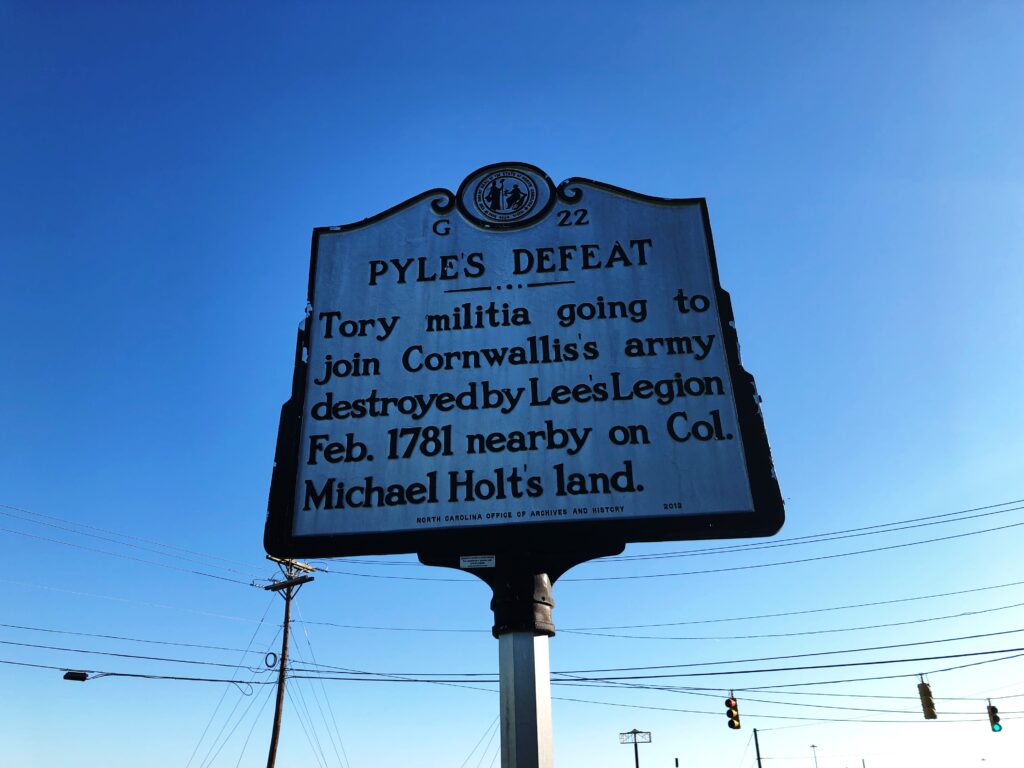 G 22
PYLE'S DEFEAT
Tory militia going to
join Cornwallis's army
destroyed by Lee's Legion
Feb. 1781 nearby on Col.
Michael Holt's land.
NORTH CAROLINA OFFICE OF ARCHIVES AND HISTORY 2012